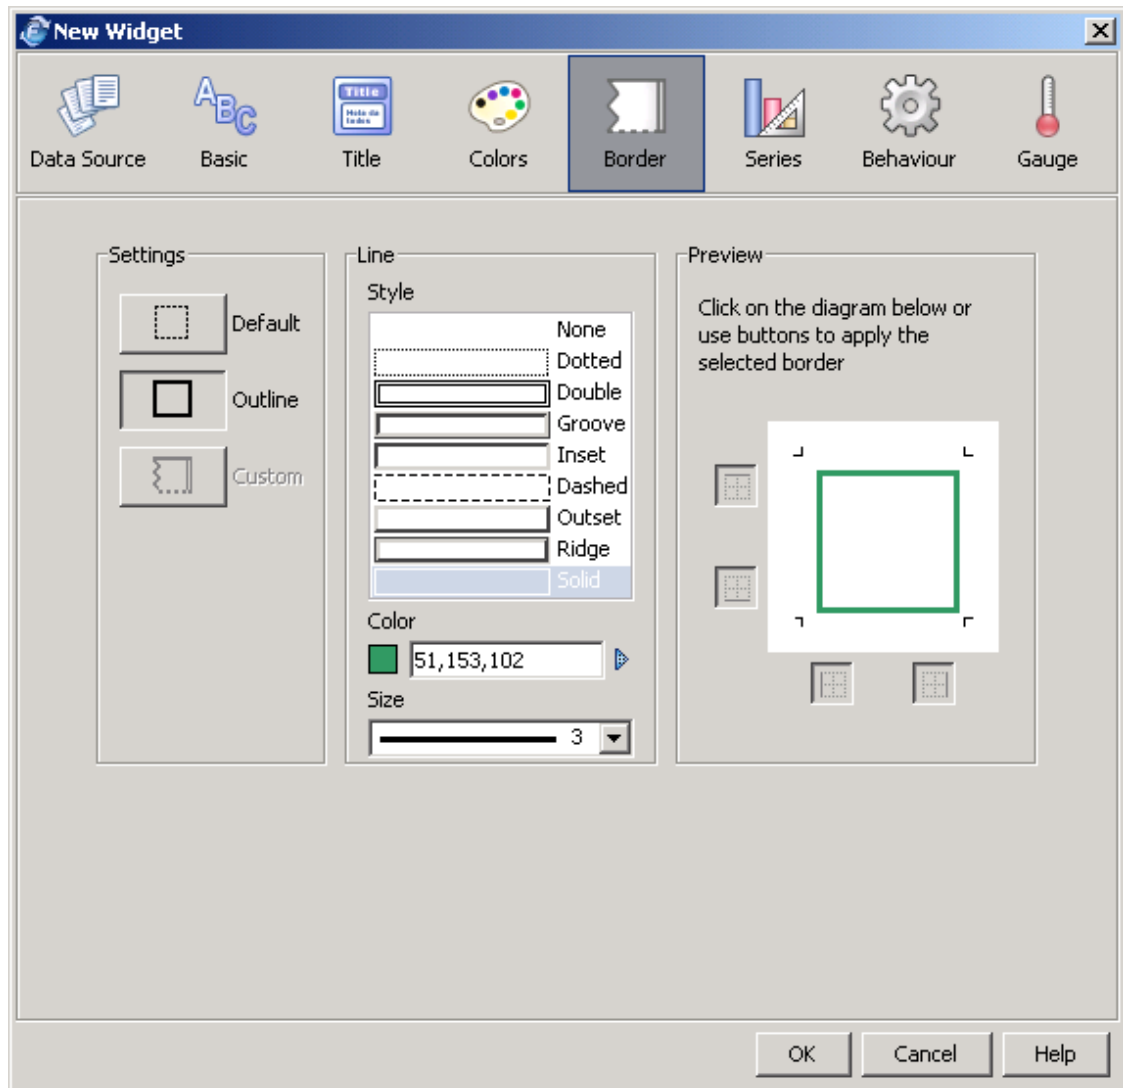 New Widget
ABC
Title
Data Source
Basic
Title
Colors
Border
Series
Behaviour
Gauge
Settings
Default
Outline
Custom
Line
Style
None
Dotted
Double
Groove
Inset
Dashed
Outset
Ridge
Solid
Color
51,153,102
Size
3
Preview
Click on the diagram below or
use buttons to apply the
selected border
OK
Cancel
Help